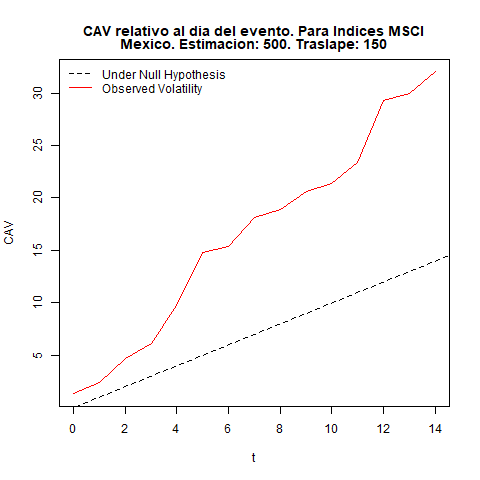 CAV relativo al dia del evento. Para Indices MSCI
Mexico. Estimacion: 500. Traslape: 150
Under Null Hypothesis
Observed Volatility
CAV
30
25
20
15
10
5
0 2 4 6 8 10 12 14
t